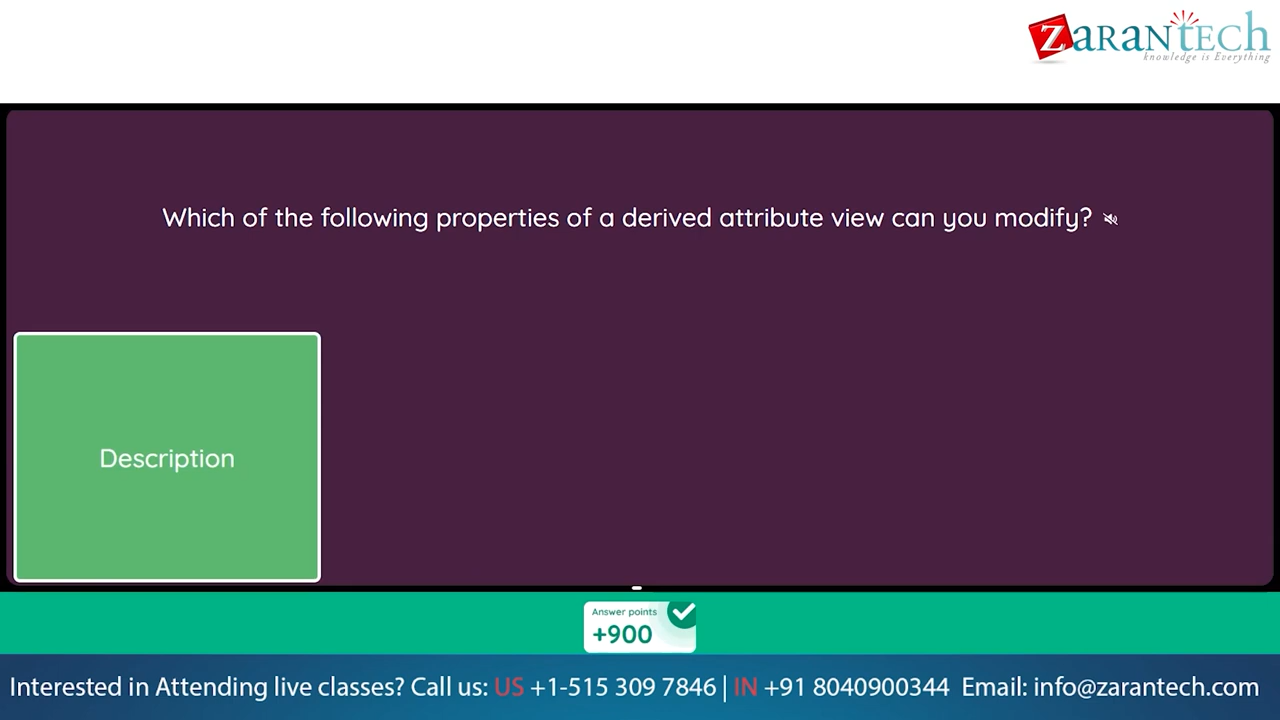 ZARANTECH
knowledge is Everything
Which of the following properties of a derived attribute view can you modify?
Description
Answer points
+900
Interested in Attending live classes? Call us: US +1-515 309 7846 | IN +91 8040900344 Email: info@zarantech.com